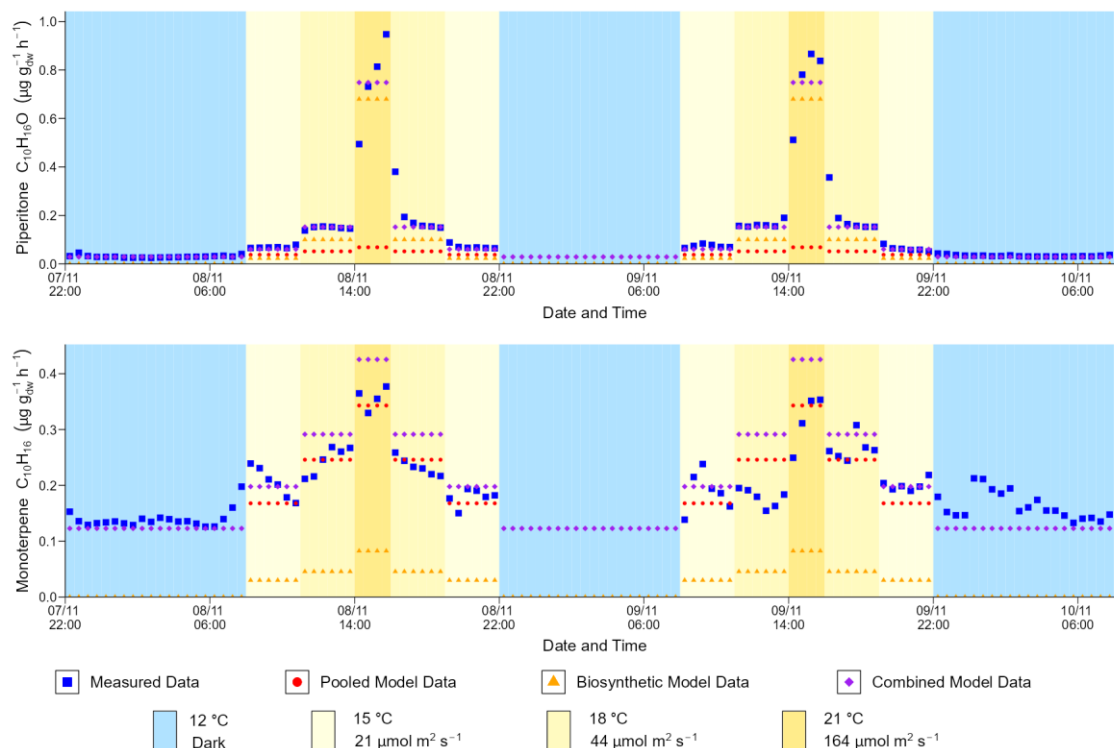 Piperitone C₁₀H₁₆O (µg g⁻¹dw h⁻¹)
1.0
0.8
0.6
0.4
0.2
0.0
07/11 08/11 08/11 08/11 09/11 09/11 09/11 10/11
22:00 06:00 14:00 22:00 06:00 14:00 22:00 06:00
Date and Time
Monoterpene C₁₀H₁₆ (µg g⁻¹dw h⁻¹)
0.4
0.3
0.2
0.1
0.0
07/11 08/11 08/11 08/11 09/11 09/11 09/11 10/11
22:00 06:00 14:00 22:00 06:00 14:00 22:00 06:00
Date and Time
Measured Data Pooled Model Data Biosynthetic Model Data Combined Model Data
12 °C 15 °C 18 °C 21 °C
Dark 21 µmol m² s⁻¹ 44 µmol m² s⁻¹ 164 µmol m² s⁻¹